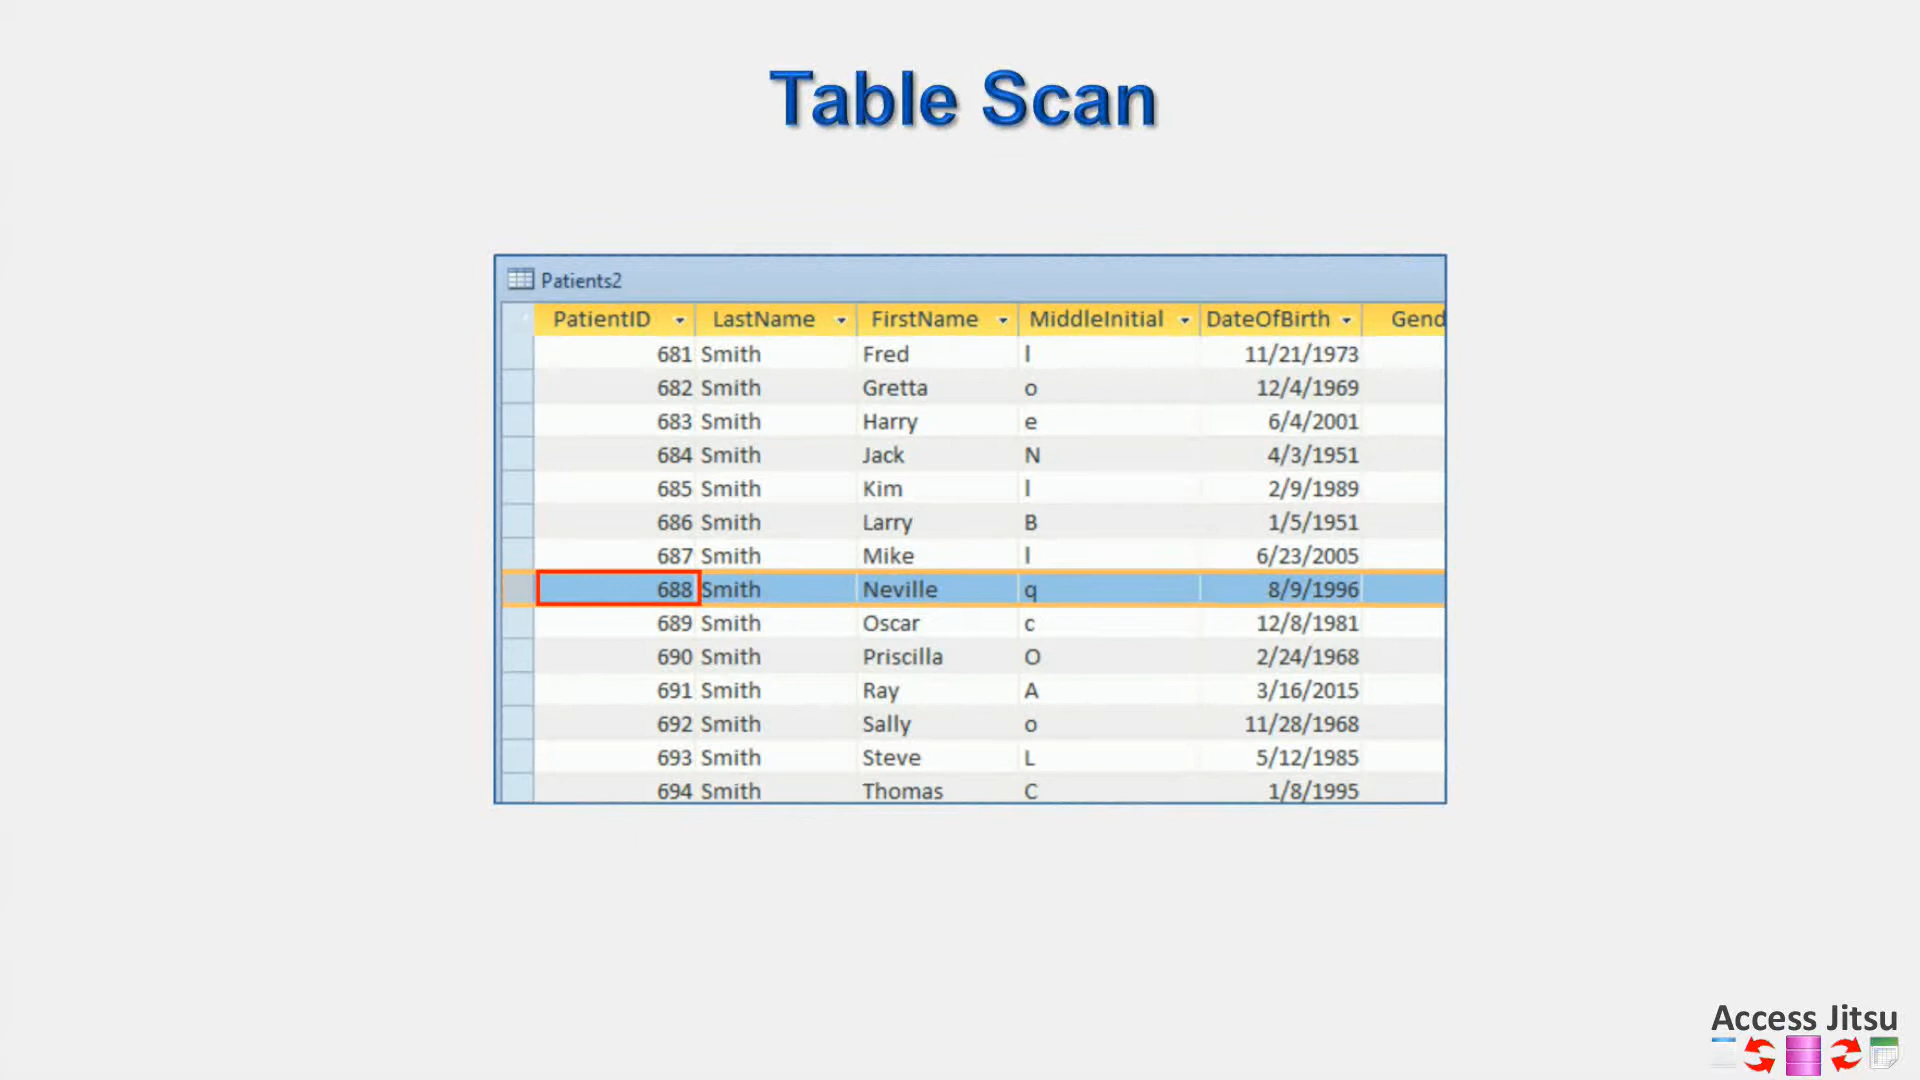 Table Scan
Patients2
PatientID LastName FirstName MiddleInitial DateOfBirth Gend
681 Smith Fred l 11/21/1973
682 Smith Gretta o 12/4/1969
683 Smith Harry e 6/4/2001
684 Smith Jack N 4/3/1951
685 Smith Kim l 2/9/1989
686 Smith Larry B 1/5/1951
687 Smith Mike l 6/23/2005
688 Smith Neville q 8/9/1996
689 Smith Oscar c 12/8/1981
690 Smith Priscilla O 2/24/1968
691 Smith Ray A 3/16/2015
692 Smith Sally o 11/28/1968
693 Smith Steve L 5/12/1985
694 Smith Thomas C 1/8/1995
Access Jitsu